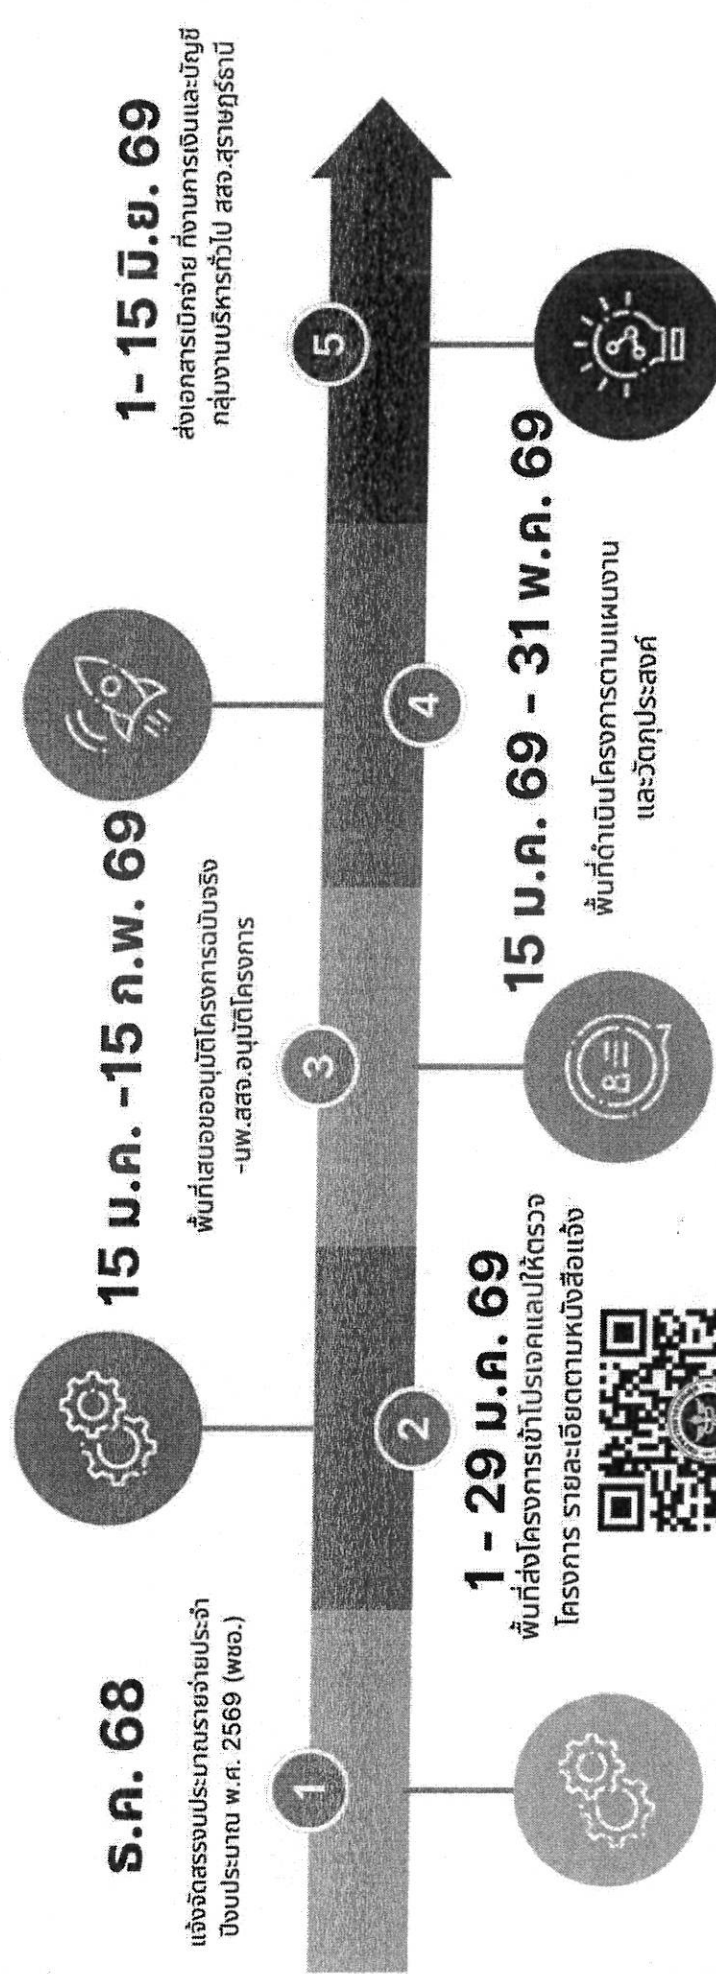 ธ.ค. 68
แจ้งจัดสรรงบประมาณรายจ่ายประจำ
ปีงบประมาณ พ.ศ. 2569 (พชอ.)
1
1 - 29 ม.ค. 69
พื้นที่ส่งโครงการเข้าโปรเจคแลปให้ตรวจ
โครงการ รายละเอียดตามหนังสือแจ้ง
2
15 ม.ค. -15 ก.พ. 69
พื้นที่เสนอขออนุมัติโครงการฉบับจริง
-นพ.สสจ.อนุมัติโครงการ
3
15 ม.ค. 69 - 31 พ.ค. 69
พื้นที่ดำเนินโครงการตามแผนงาน
และวัตถุประสงค์
4
1- 15 มิ.ย. 69
ส่งเอกสารเบิกจ่าย ที่งานการเงินและบัญชี
กลุ่มงานบริหารทั่วไป สสจ.สุราษฎร์ธานี
5